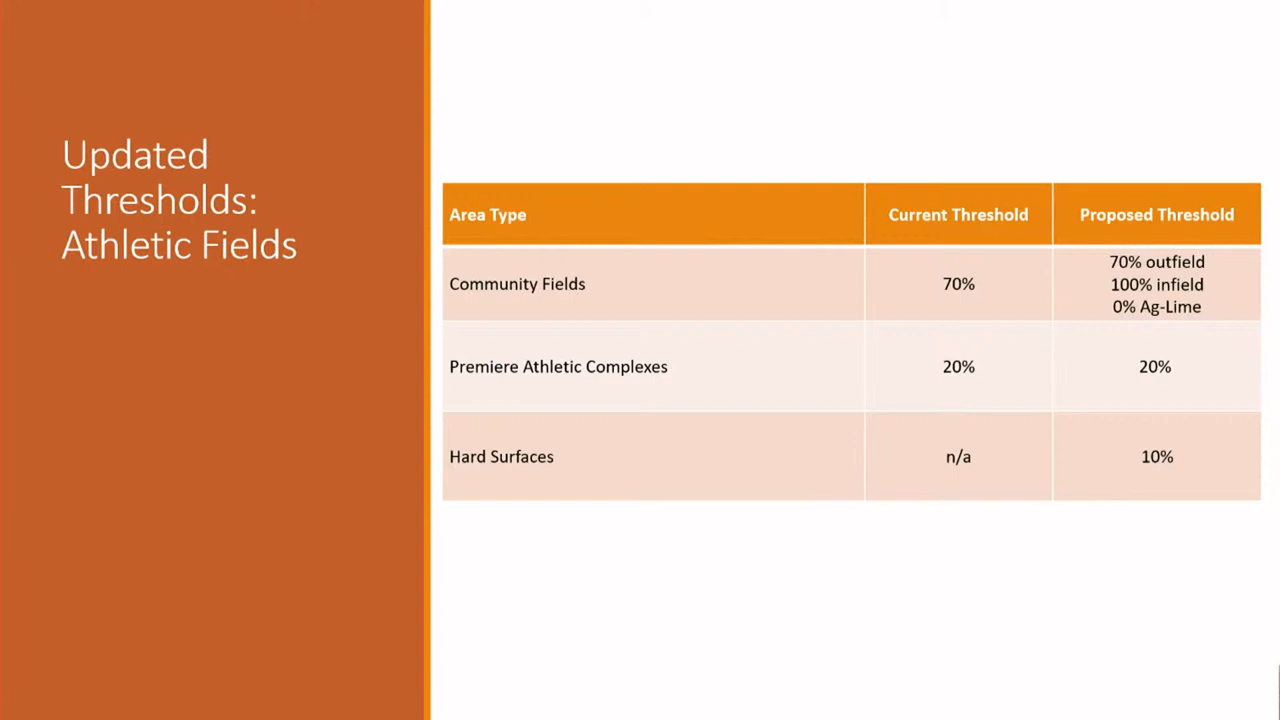 Updated
Thresholds:
Athletic Fields
Area Type
Current Threshold
Proposed Threshold
Community Fields
70%
70% outfield
100% infield
0% Ag-Lime
Premiere Athletic Complexes
20%
20%
Hard Surfaces
n/a
10%